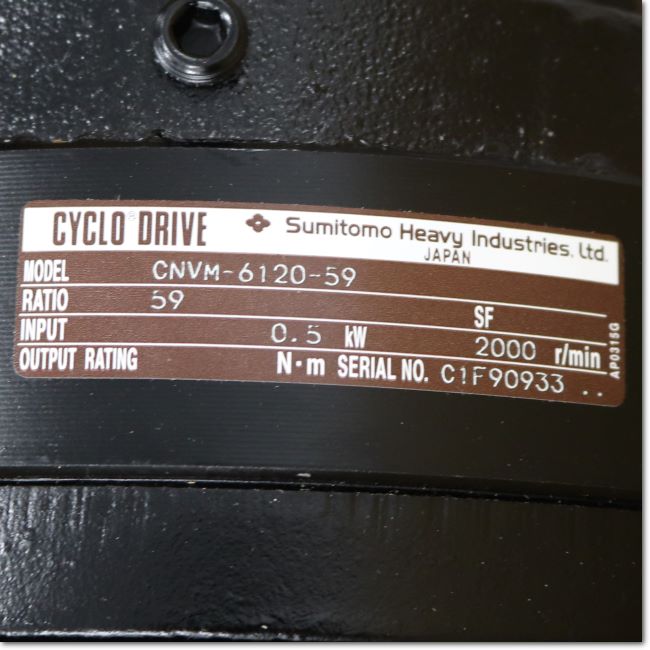 CYCLO® DRIVE Sumitomo Heavy Industries, Ltd.
JAPAN
MODEL CNVM-6120-59
RATIO 59 SF
INPUT 0.5 kW 2000 r/min
OUTPUT RATING N·m SERIAL NO. C1F90933 ..
AP0315G